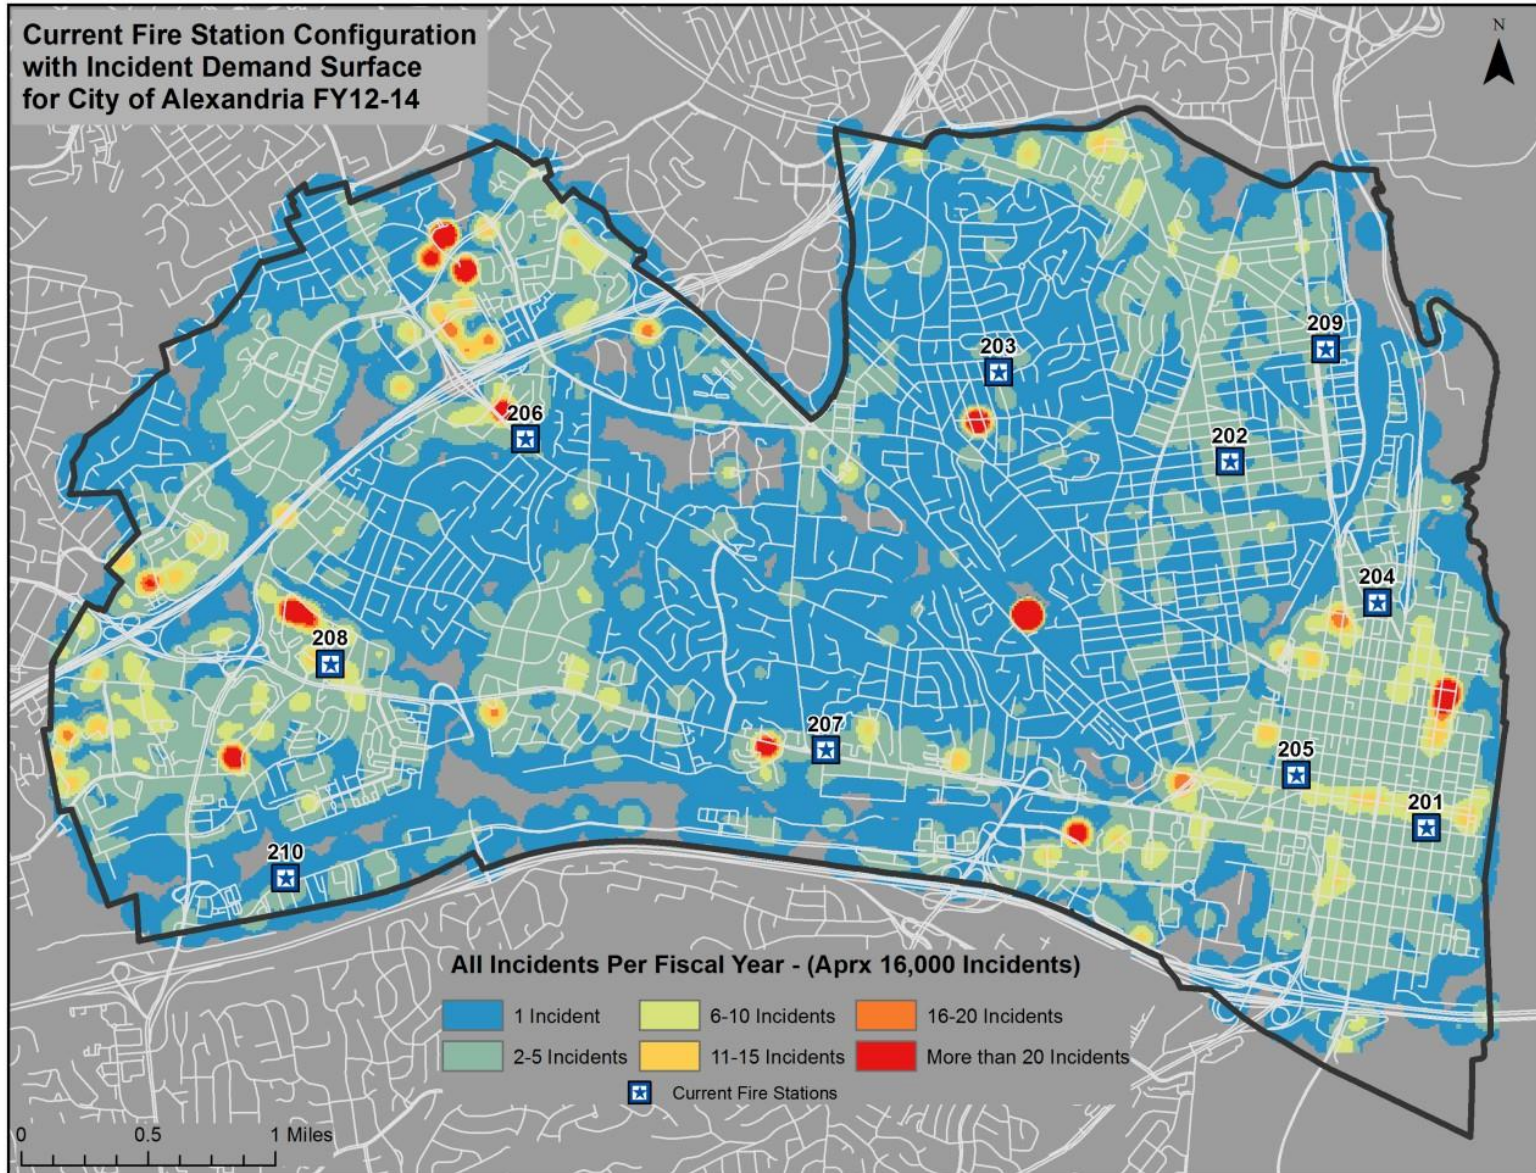 Current Fire Station Configuration
with Incident Demand Surface
for City of Alexandria FY12-14
N
209
203
206
202
204
208
207
205
201
210
All Incidents Per Fiscal Year - (Aprx 16,000 Incidents)
1 Incident
6-10 Incidents
16-20 Incidents
2-5 Incidents
11-15 Incidents
More than 20 Incidents
Current Fire Stations
0 0.5 1 Miles